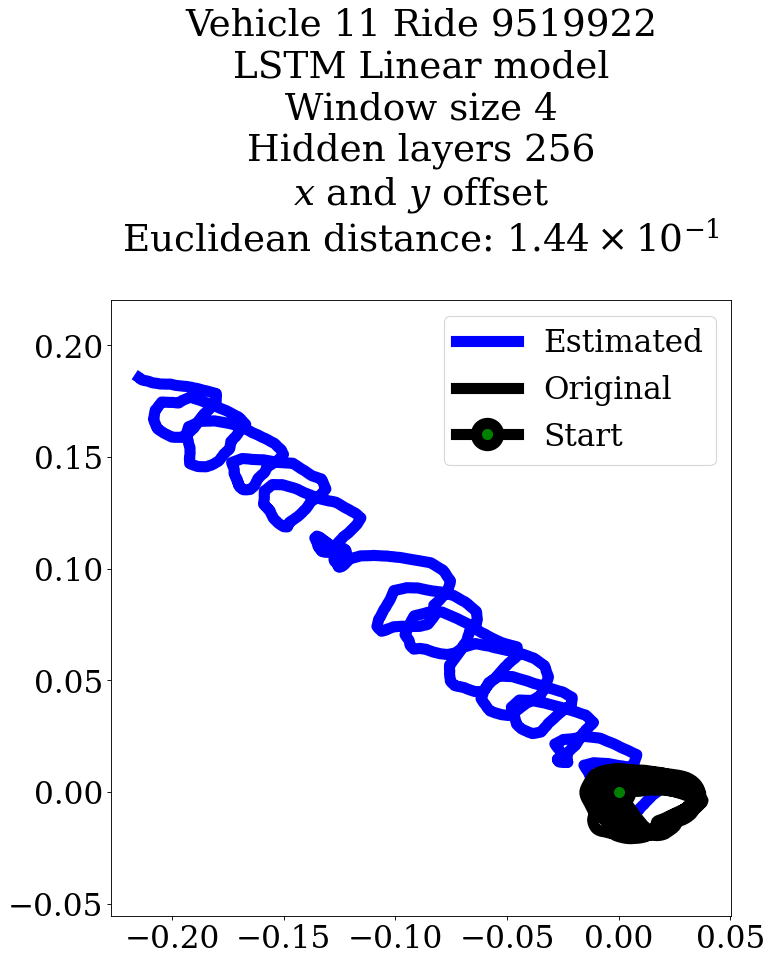 Vehicle 11 Ride 9519922
LSTM Linear model
Window size 4
Hidden layers 256
x and y offset
Euclidean distance: 1.44 × 10⁻¹
Estimated
Original
Start
0.20
0.15
0.10
0.05
0.00
−0.05
−0.20 −0.15 −0.10 −0.05 0.00 0.05